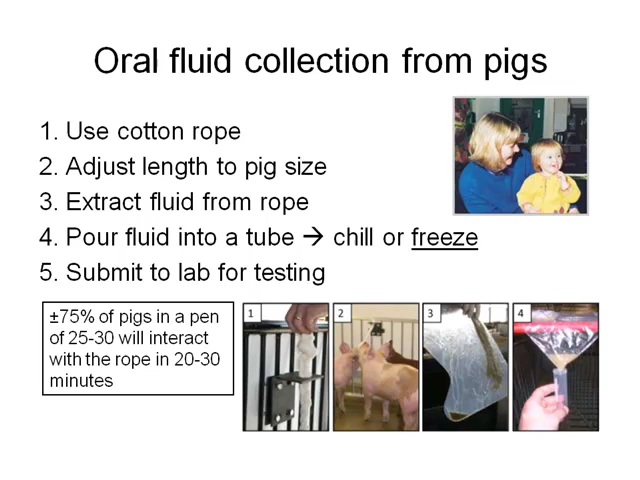 Oral fluid collection from pigs
1. Use cotton rope
2. Adjust length to pig size
3. Extract fluid from rope
4. Pour fluid into a tube → chill or freeze
5. Submit to lab for testing
±75% of pigs in a pen
of 25-30 will interact
with the rope in 20-30
minutes
1
2
3
4